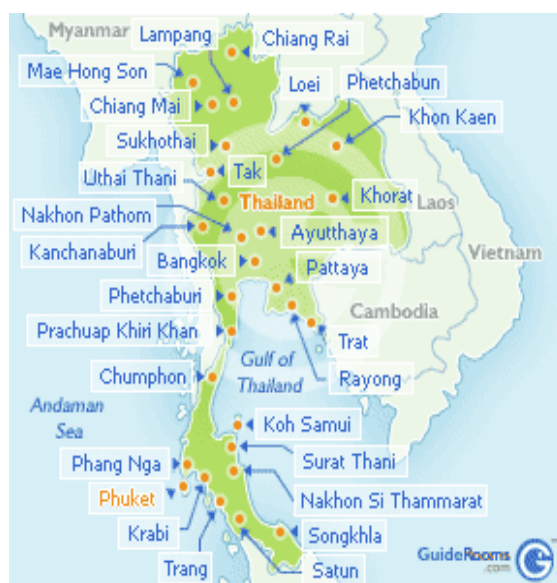 Myanmar
Lampang
Chiang Rai
Mae Hong Son
Loei
Phetchabun
Chiang Mai
Khon Kaen
Sukhothai
Tak
Uthai Thani
Thailand
Khorat
Laos
Nakhon Pathom
Ayutthaya
Kanchanaburi
Bangkok
Pattaya
Vietnam
Phetchaburi
Cambodia
Prachuap Khiri Khan
Trat
Gulf of
Thailand
Rayong
Chumphon
Andaman
Sea
Koh Samui
Surat Thani
Phang Nga
Phuket
Nakhon Si Thammarat
Krabi
Songkhla
Trang
Satun
GuideRooms
.com